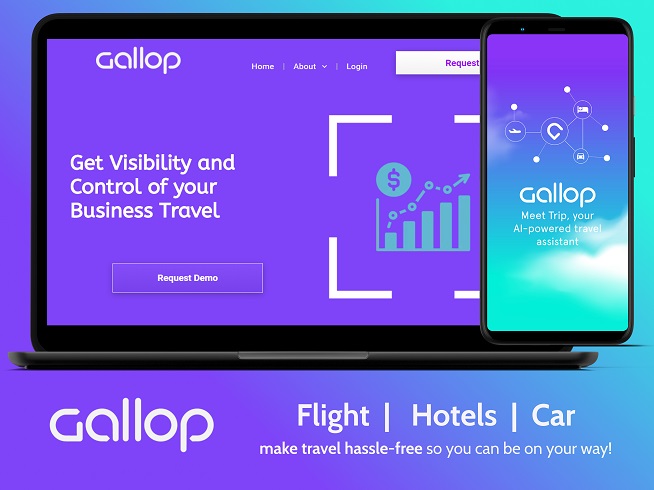 Gallop
Home | About | Login
Request
Get Visibility and
Control of your
Business Travel
$
Request Demo
Gallop
Meet Trip, your
AI-powered travel
assistant
Gallop
Flight | Hotels | Car
make travel hassle-free so you can be on your way!